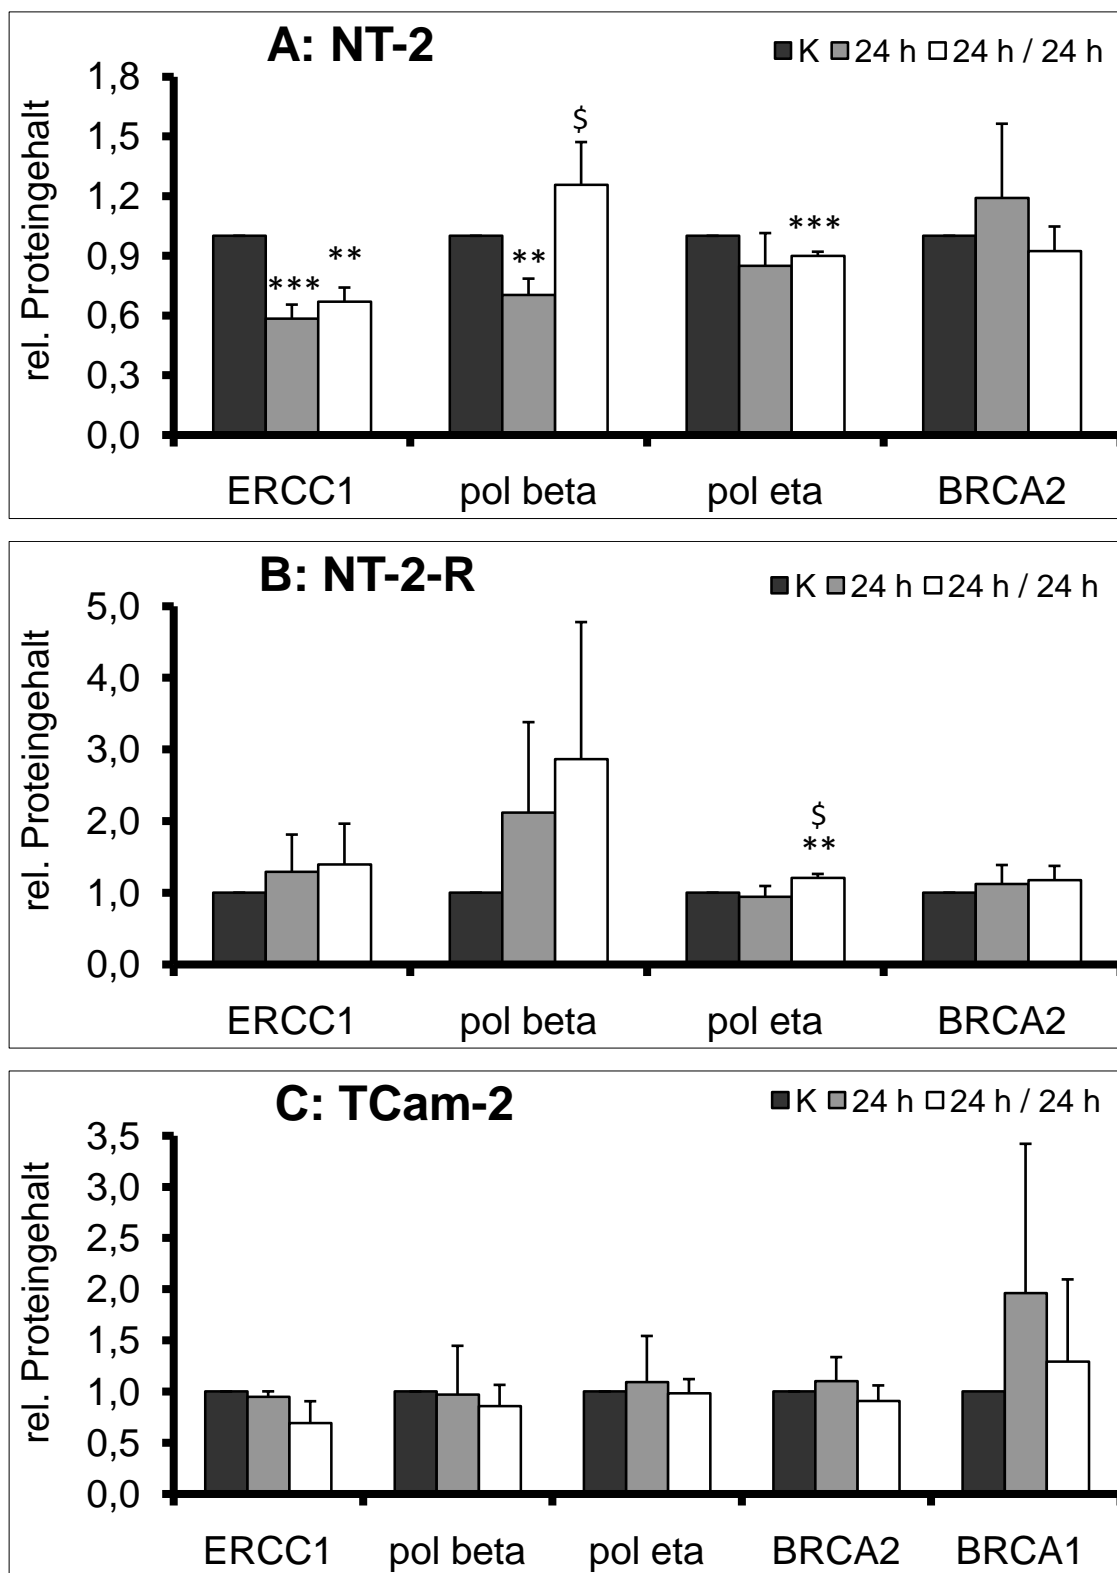 A: NT-2
K 24 h 24 h / 24 h
rel. Proteingehalt
1,8
1,5
1,2
0,9
0,6
0,3
0,0
$
***
**
**
***
ERCC1 pol beta pol eta BRCA2
B: NT-2-R
K 24 h 24 h / 24 h
rel. Proteingehalt
5,0
4,0
3,0
2,0
1,0
0,0
$
**
ERCC1 pol beta pol eta BRCA2
C: TCam-2
K 24 h 24 h / 24 h
rel. Proteingehalt
3,5
3,0
2,5
2,0
1,5
1,0
0,5
0,0
ERCC1 pol beta pol eta BRCA2 BRCA1